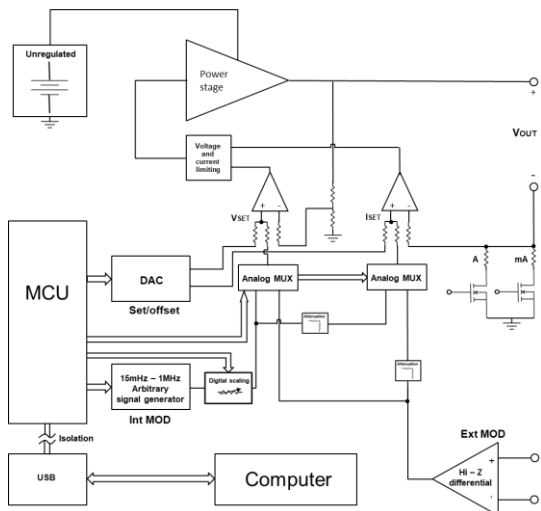 Unregulated
Power
stage
+
VOUT
-
Voltage
and
current
limiting
+ -
+ -
VSET
ISET
A
mA
MCU
DAC
Set/offset
Analog MUX
Analog MUX
Attenuation
15mHz – 1MHz
Arbitrary
signal generator
Int MOD
Digital scaling
Attenuation
Isolation
USB
Computer
Ext MOD
Hi – Z
differential
+
-